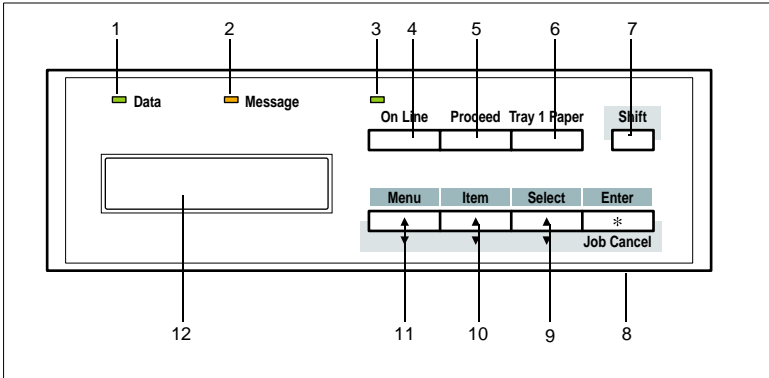 1 2 3 4 5 6 7
Data Message
On Line Proceed Tray 1 Paper Shift
Menu Item Select Enter
*
Job Cancel
12 11 10 9 8